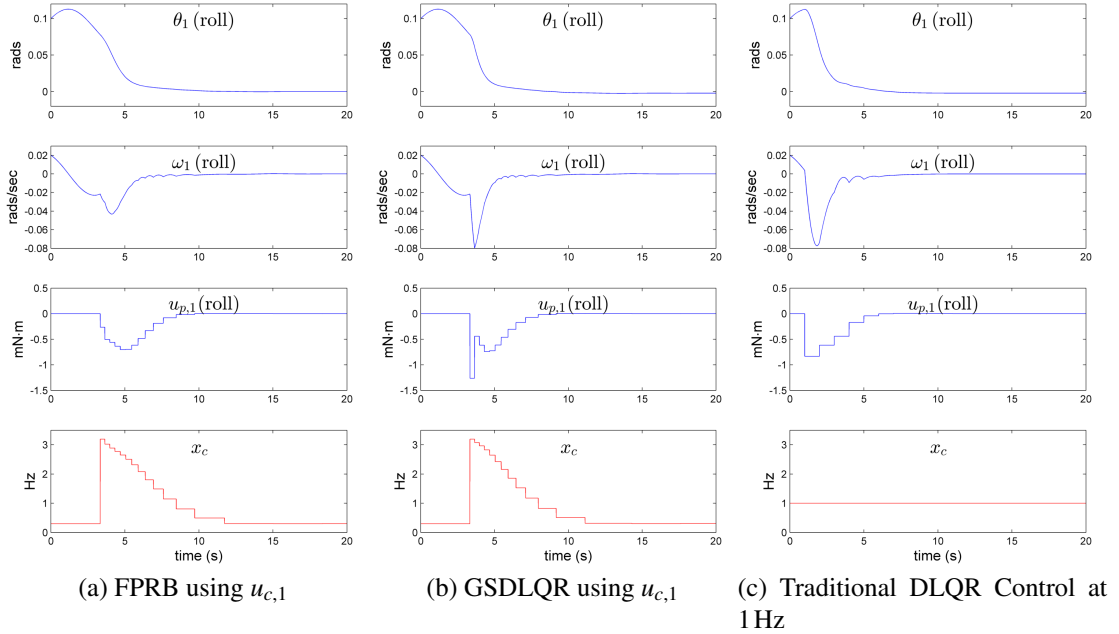 θ₁ (roll)
rads
0.1
0.05
0
0 5 10 15 20
ω₁ (roll)
rads/sec
0.02
0
-0.02
-0.04
-0.06
-0.08
0 5 10 15 20
u_{p,1}(roll)
mN·m
0.5
0
-0.5
-1
-1.5
0 5 10 15 20
x_c
Hz
3
2
1
0
0 5 10 15 20
time (s)
(a) FPRB using u_{c,1}
θ₁ (roll)
rads
0.1
0.05
0
0 5 10 15 20
ω₁ (roll)
rads/sec
0.02
0
-0.02
-0.04
-0.06
-0.08
0 5 10 15 20
u_{p,1}(roll)
mN·m
0.5
0
-0.5
-1
-1.5
0 5 10 15 20
x_c
Hz
3
2
1
0
0 5 10 15 20
time (s)
(b) GSDLQR using u_{c,1}
θ₁ (roll)
rads
0.1
0.05
0
0 5 10 15 20
ω₁ (roll)
rads/sec
0.02
0
-0.02
-0.04
-0.06
-0.08
0 5 10 15 20
u_{p,1}(roll)
mN·m
0.5
0
-0.5
-1
-1.5
0 5 10 15 20
x_c
Hz
3
2
1
0
0 5 10 15 20
time (s)
(c) Traditional DLQR Control at
1 Hz